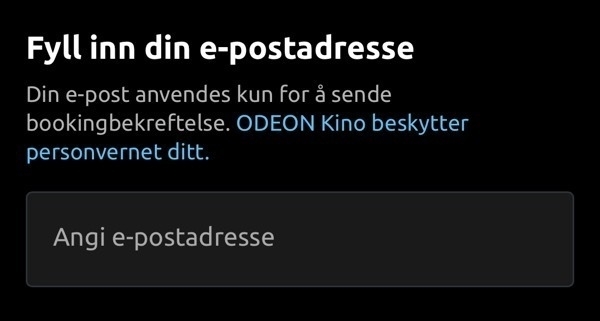 Fyll inn din e-postadresse
Din e-post anvendes kun for å sende
bookingbekreftelse. ODEON Kino beskytter
personvernet ditt.
Angi e-postadresse